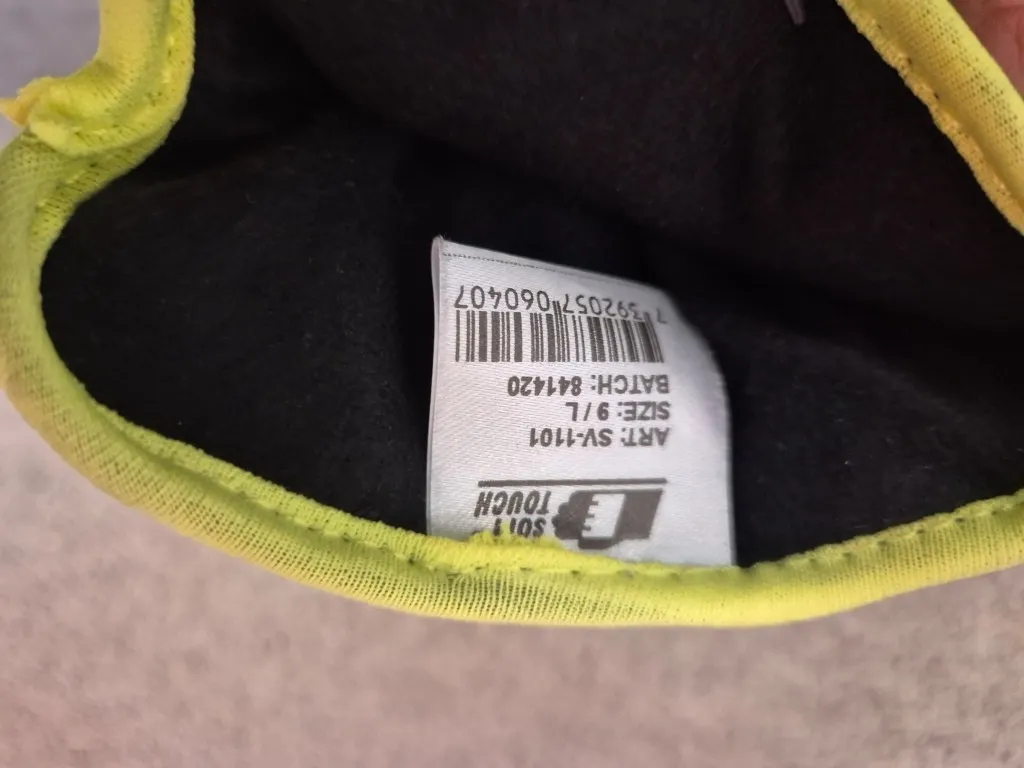 SOFT
TOUCH
ART: SV-1101
SIZE: 9 / L
BATCH: 841420
7 392057 060407